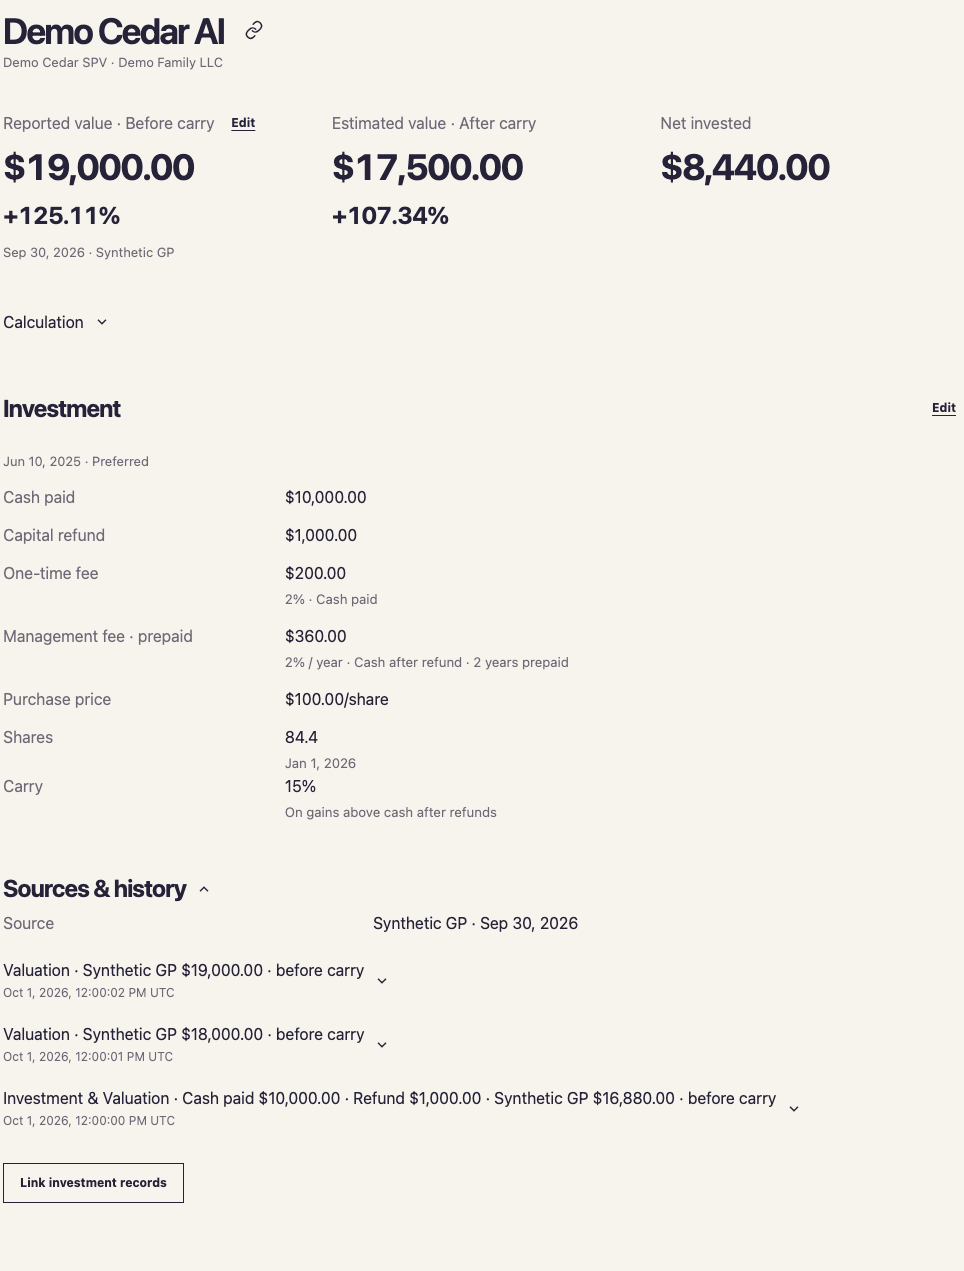 Demo Cedar AI
Demo Cedar SPV · Demo Family LLC
Reported value · Before carry Edit
$19,000.00
+125.11%
Sep 30, 2026 · Synthetic GP
Estimated value · After carry
$17,500.00
+107.34%
Net invested
$8,440.00
Calculation
Investment
Edit
Jun 10, 2025 · Preferred
Cash paid $10,000.00
Capital refund $1,000.00
One-time fee $200.00
2% · Cash paid
Management fee · prepaid $360.00
2% / year · Cash after refund · 2 years prepaid
Purchase price $100.00/share
Shares 84.4
Jan 1, 2026
Carry 15%
On gains above cash after refunds
Sources & history
Source Synthetic GP · Sep 30, 2026
Valuation · Synthetic GP $19,000.00 · before carry
Oct 1, 2026, 12:00:02 PM UTC
Valuation · Synthetic GP $18,000.00 · before carry
Oct 1, 2026, 12:00:01 PM UTC
Investment & Valuation · Cash paid $10,000.00 · Refund $1,000.00 · Synthetic GP $16,880.00 · before carry
Oct 1, 2026, 12:00:00 PM UTC
Link investment records